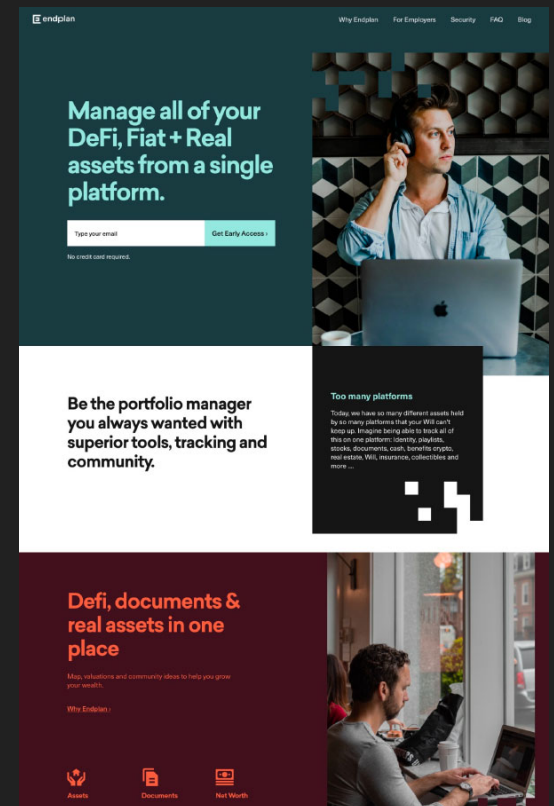 endplan
Why Endplan For Employers Security FAQ Blog
Manage all of your
DeFi, Fiat + Real
assets from a single
platform.
Type your email
Get Early Access ›
No credit card required.
Be the portfolio manager
you always wanted with
superior tools, tracking and
community.
Too many platforms
Today, we have so many different assets held
by so many platforms that your Will can't
keep up. Imagine being able to track all of
this on one platform: Identity, playlists,
stocks, documents, cash, benefits crypto,
real estate, Will, insurance, collectibles and
more ....
Defi, documents &
real assets in one
place
Map, valuations and community ideas to help you grow
your wealth.
Why Endplan ›
Assets Documents Net Worth